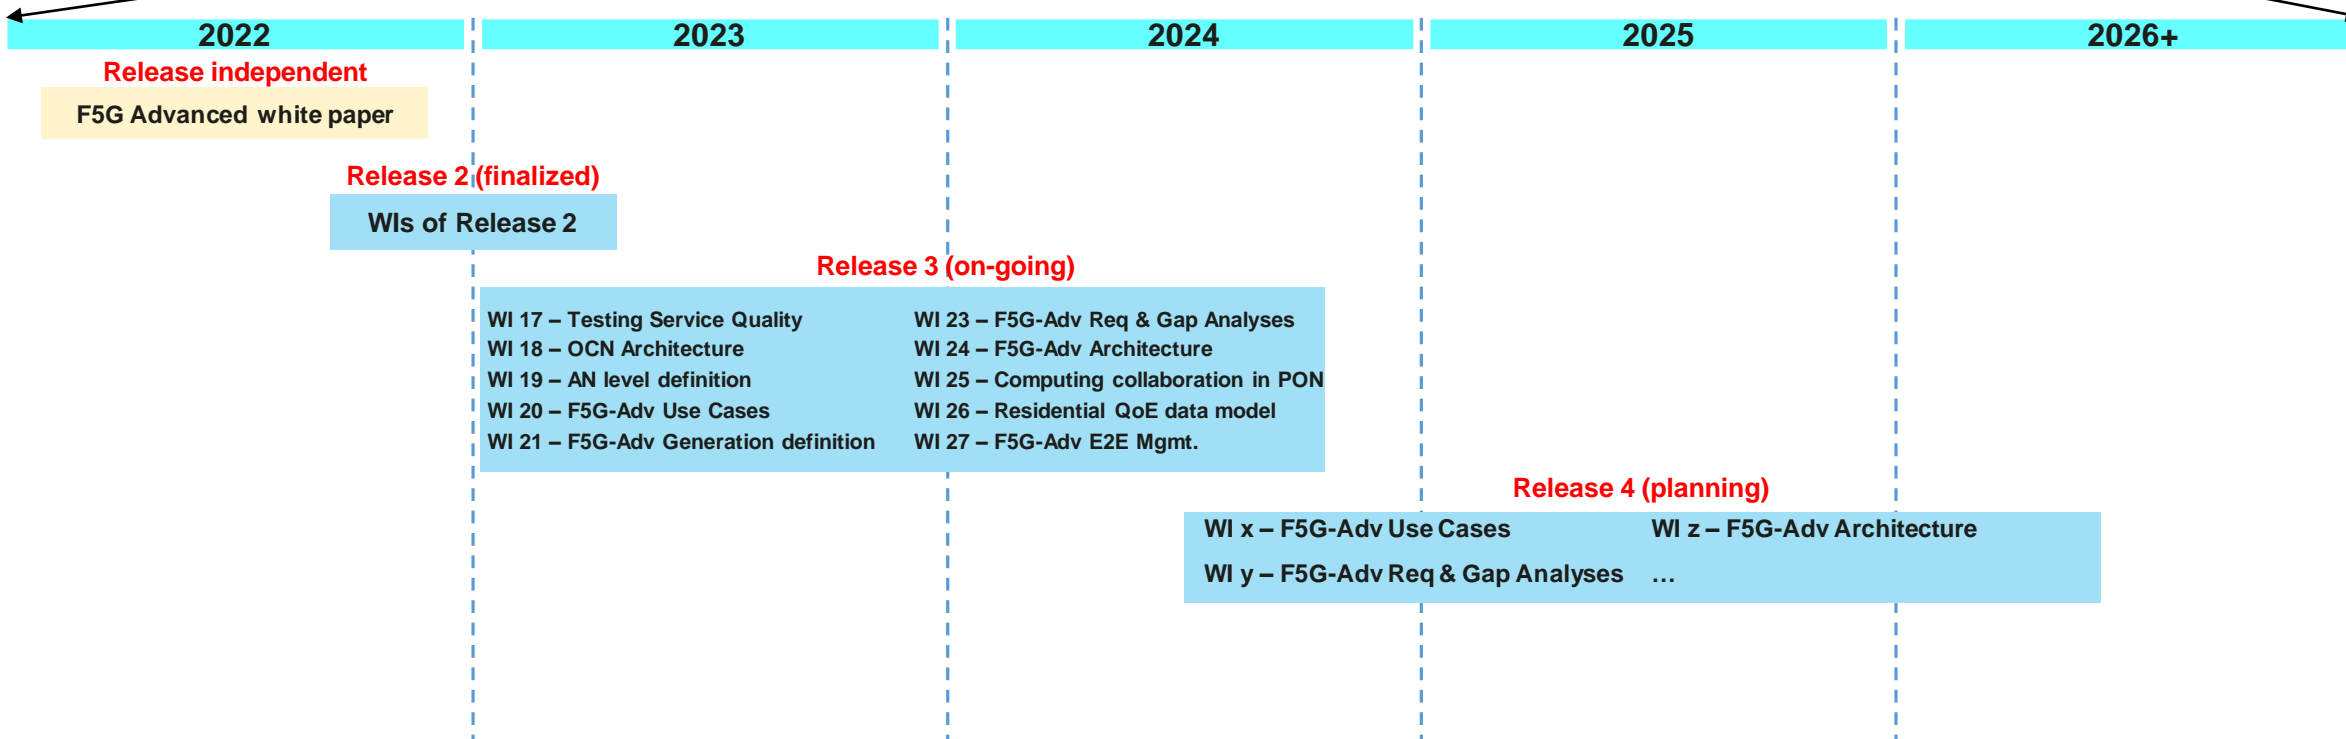 2022 2023 2024 2025 2026+
Release independent
F5G Advanced white paper
Release 2 (finalized)
WIs of Release 2
Release 3 (on-going)
WI 17 – Testing Service Quality
WI 18 – OCN Architecture
WI 19 – AN level definition
WI 20 – F5G-Adv Use Cases
WI 21 – F5G-Adv Generation definition
WI 23 – F5G-Adv Req & Gap Analyses
WI 24 – F5G-Adv Architecture
WI 25 – Computing collaboration in PON
WI 26 – Residential QoE data model
WI 27 – F5G-Adv E2E Mgmt.
Release 4 (planning)
WI x – F5G-Adv Use Cases
WI y – F5G-Adv Req & Gap Analyses
WI z – F5G-Adv Architecture
…